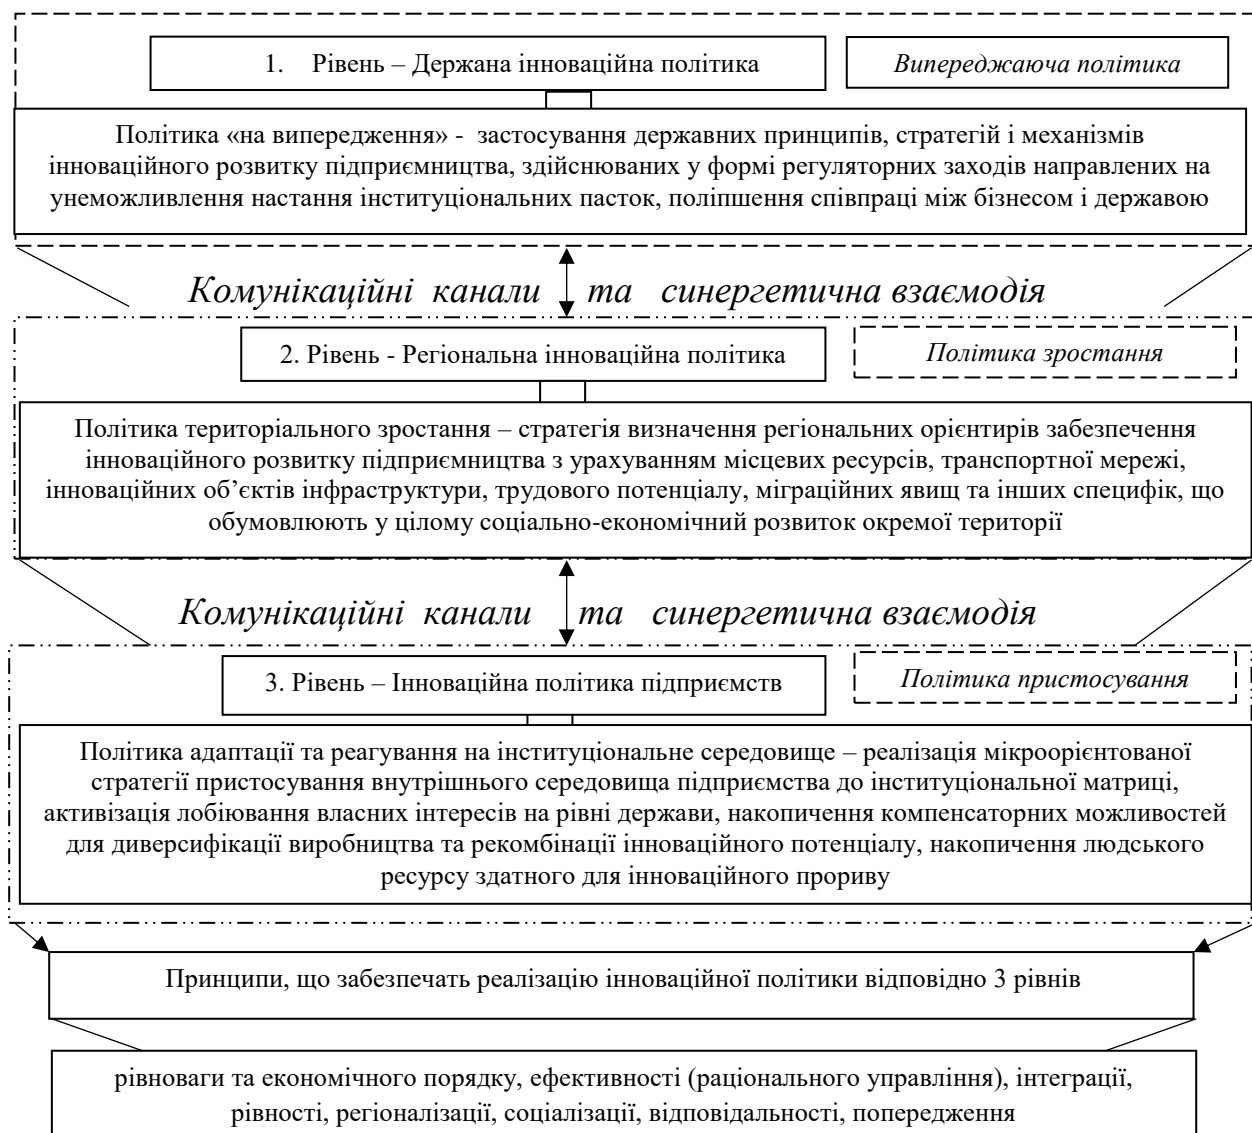 1. Рівень – Держана інноваційна політика
Випереджаюча політика
Політика «на випередження» - застосування державних принципів, стратегій і механізмів
інноваційного розвитку підприємництва, здійснюваних у формі регуляторних заходів направлених на
унеможливлення настання інституціональних пасток, поліпшення співпраці між бізнесом і державою
Комунікаційні канали та синергетична взаємодія
2. Рівень - Регіональна інноваційна політика
Політика зростання
Політика територіального зростання – стратегія визначення регіональних орієнтирів забезпечення
інноваційного розвитку підприємництва з урахуванням місцевих ресурсів, транспортної мережі,
інноваційних об’єктів інфраструктури, трудового потенціалу, міграційних явищ та інших специфік, що
обумовлюють у цілому соціально-економічний розвиток окремої території
Комунікаційні канали та синергетична взаємодія
3. Рівень – Інноваційна політика підприємств
Політика пристосування
Політика адаптації та реагування на інституціональне середовище – реалізація мікроорієнтованої
стратегії пристосування внутрішнього середовища підприємства до інституціональної матриці,
активізація лобіювання власних інтересів на рівні держави, накопичення компенсаторних можливостей
для диверсифікації виробництва та рекомбінації інноваційного потенціалу, накопичення людського
ресурсу здатного для інноваційного прориву
Принципи, що забезпечать реалізацію інноваційної політики відповідно 3 рівнів
рівноваги та економічного порядку, ефективності (раціонального управління), інтеграції,
рівності, регіоналізації, соціалізації, відповідальності, попередження